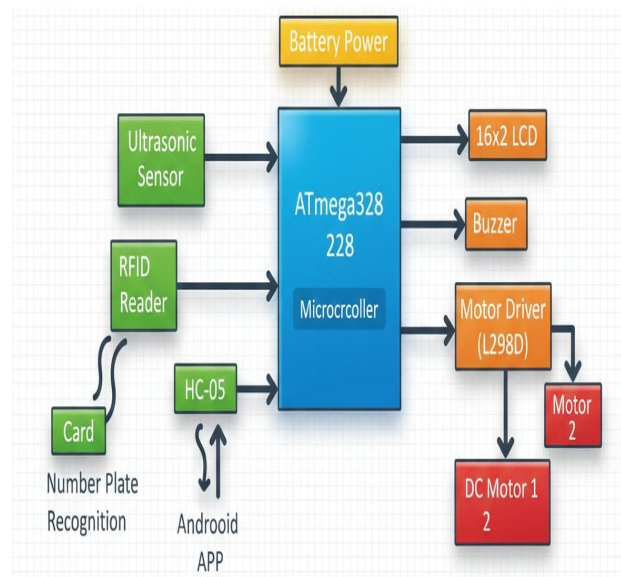 Battery Power
Ultrasonic
Sensor
ATmega328
228
Microcrcoller
16x2 LCD
Buzzer
RFID
Reader
Motor Driver
(L298D)
HC-05
Card
Motor
2
Number Plate
Recognition
Androoid
APP
DC Motor 1
2